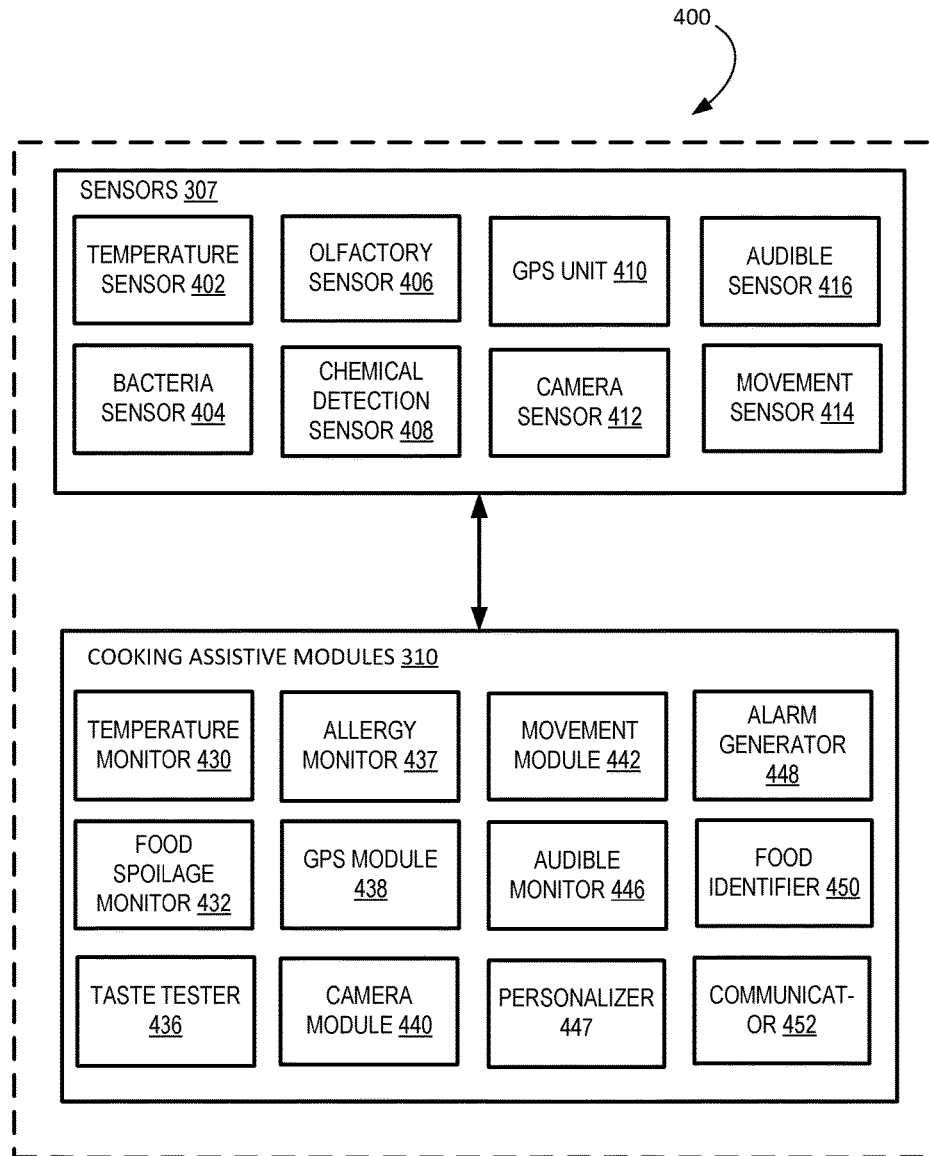 400
SENSORS 307
TEMPERATURE
SENSOR 402
OLFACTORY
SENSOR 406
GPS UNIT 410
AUDIBLE
SENSOR 416
BACTERIA
SENSOR 404
CHEMICAL
DETECTION
SENSOR 408
CAMERA
SENSOR 412
MOVEMENT
SENSOR 414
COOKING ASSISTIVE MODULES 310
TEMPERATURE
MONITOR 430
ALLERGY
MONITOR 437
MOVEMENT
MODULE 442
ALARM
GENERATOR
448
FOOD
SPOILAGE
MONITOR 432
GPS MODULE
438
AUDIBLE
MONITOR 446
FOOD
IDENTIFIER 450
TASTE TESTER
436
CAMERA
MODULE 440
PERSONALIZER
447
COMMUNICAT-
OR 452